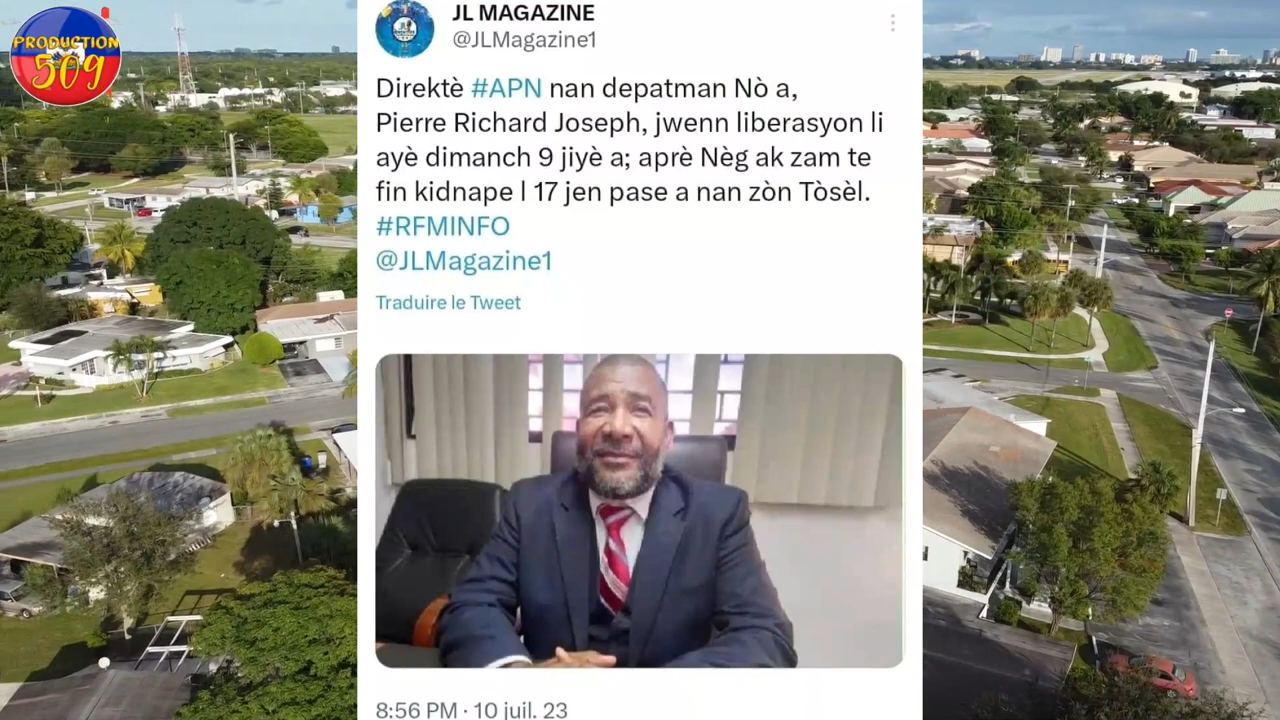 PRODUCTION
509
JL MAGAZINE
@JLMagazine1
Direktè #APN nan depatman Nò a,
Pierre Richard Joseph, jwenn liberasyon li
ayè dimanch 9 jiyè a; aprè Nèg ak zam te
fin kidnape l 17 jen pase a nan zòn Tòsèl.
#RFMINFO
@JLMagazine1
Traduire le Tweet
8:56 PM · 10 juil. 23